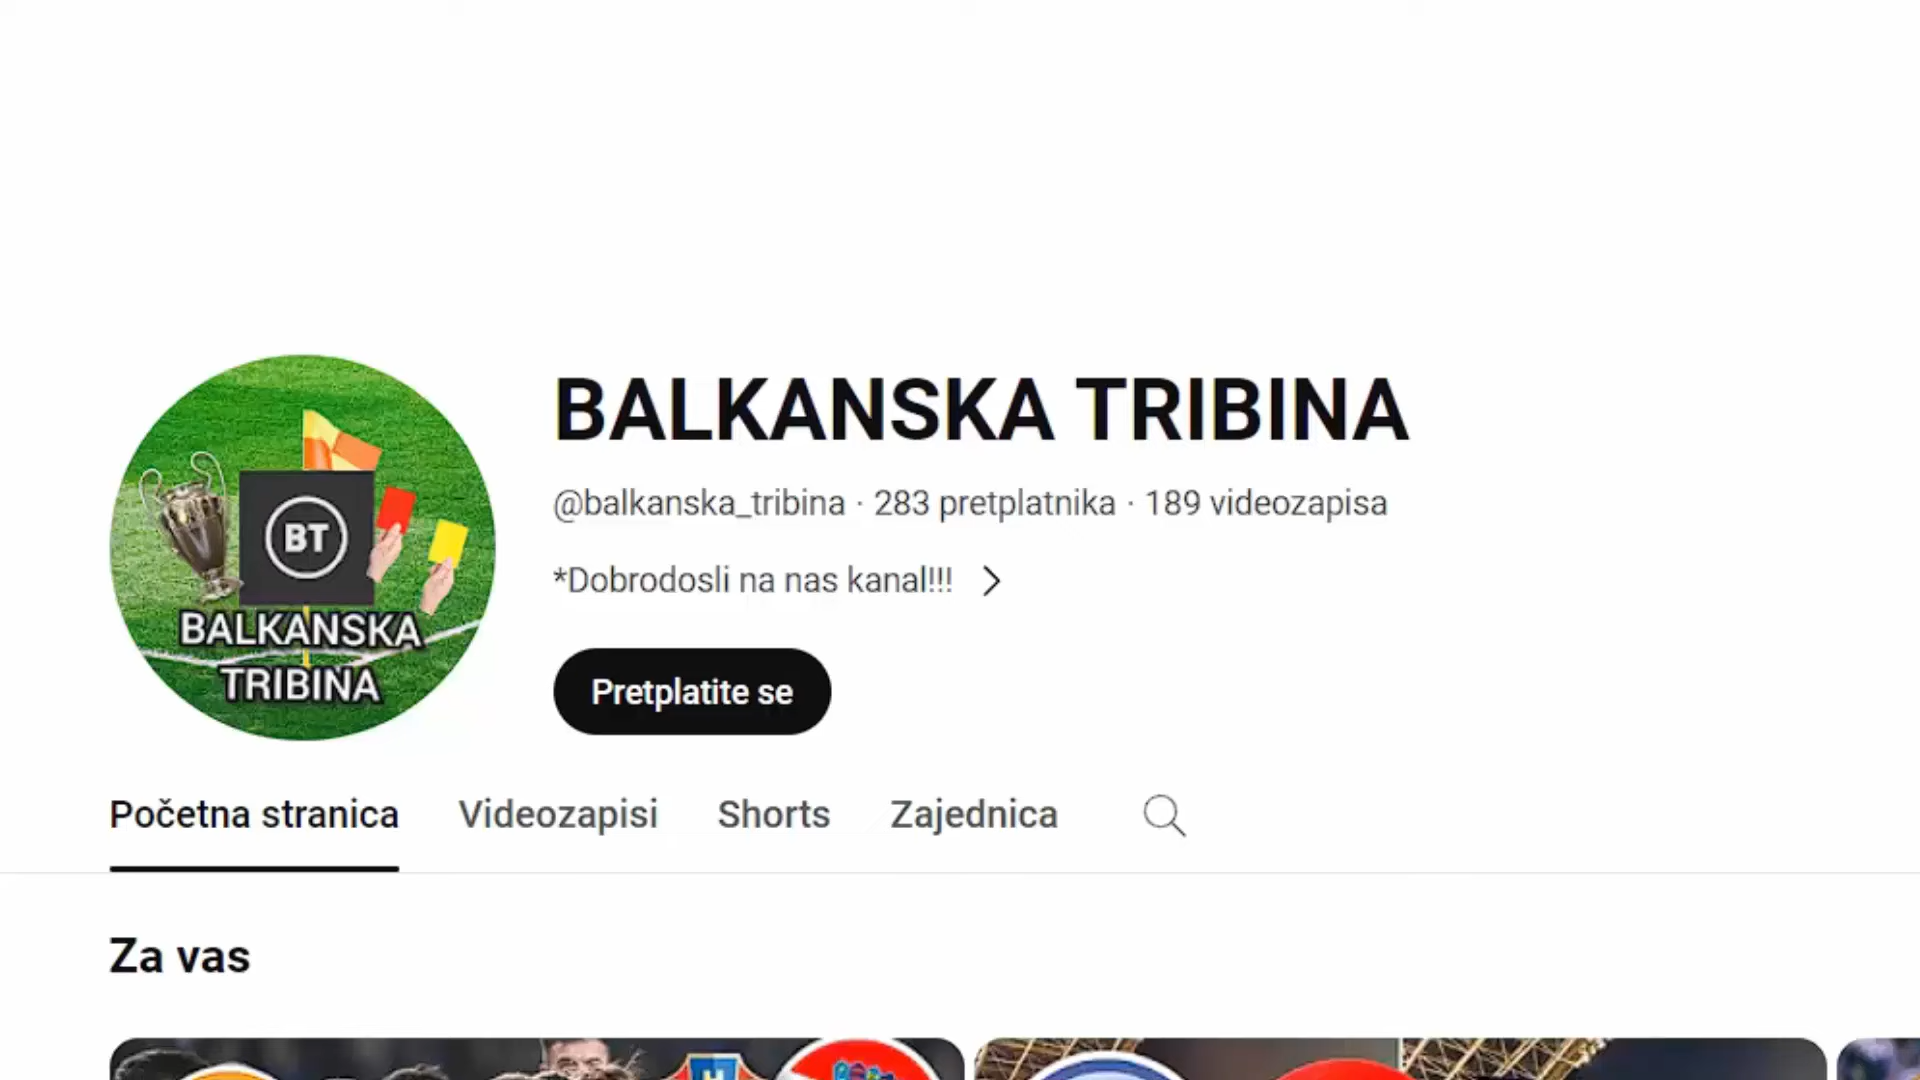 BALKANSKA TRIBINA
@balkanska_tribina · 283 pretplatnika · 189 videozapisa
*Dobrodosli na nas kanal!!!
Pretplatite se
BT
BALKANSKA
TRIBINA
Početna stranica Videozapisi Shorts Zajednica
Za vas